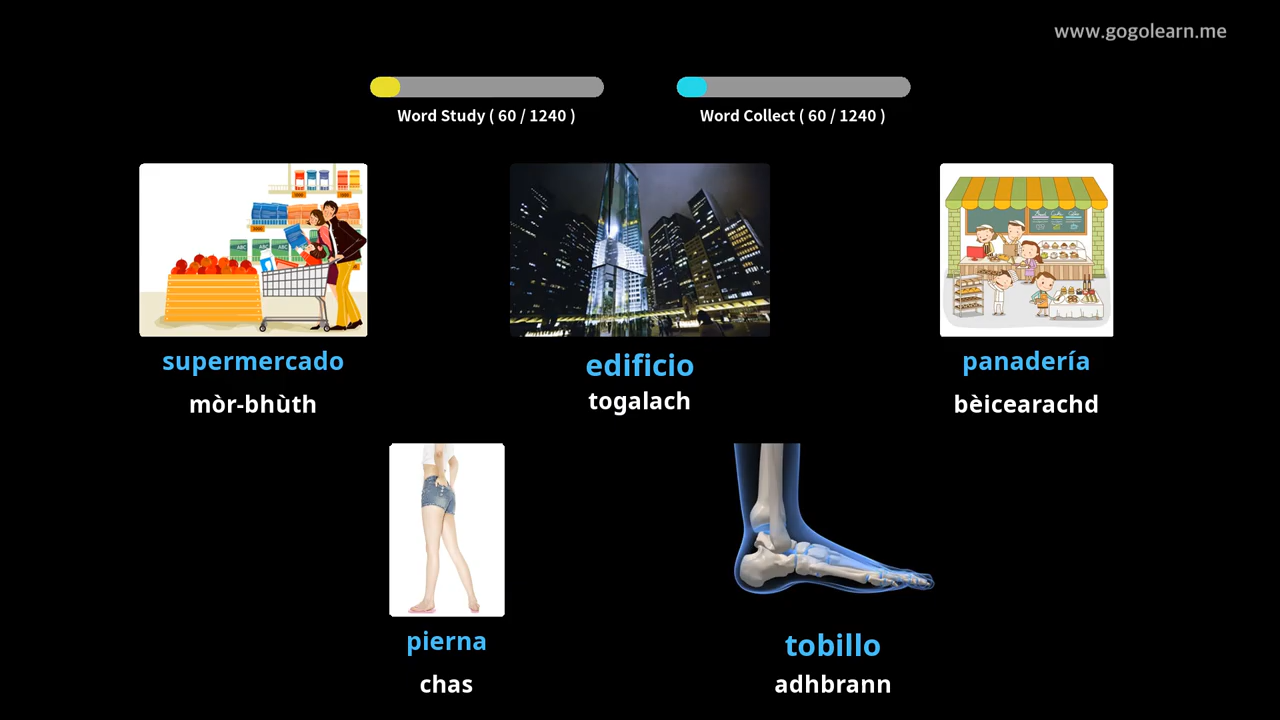 www.gogolearn.me
Word Study ( 60 / 1240 )
Word Collect ( 60 / 1240 )
supermercado
mòr-bhùth
edificio
togalach
panadería
bèicearachd
pierna
chas
tobillo
adhbrann